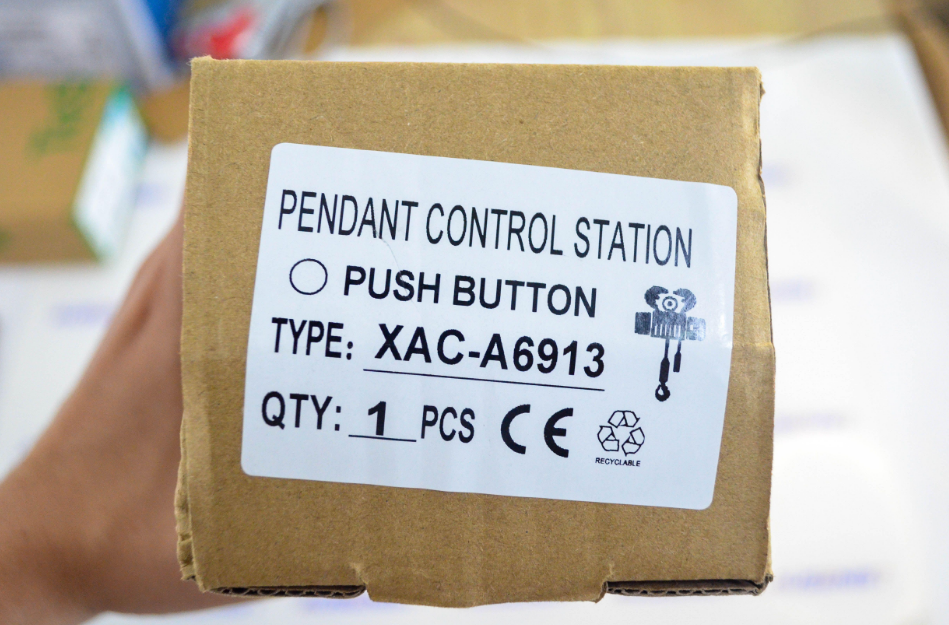 PENDANT CONTROL STATION
PUSH BUTTON
TYPE: XAC-A6913
QTY: 1 PCS CE
RECYCLABLE